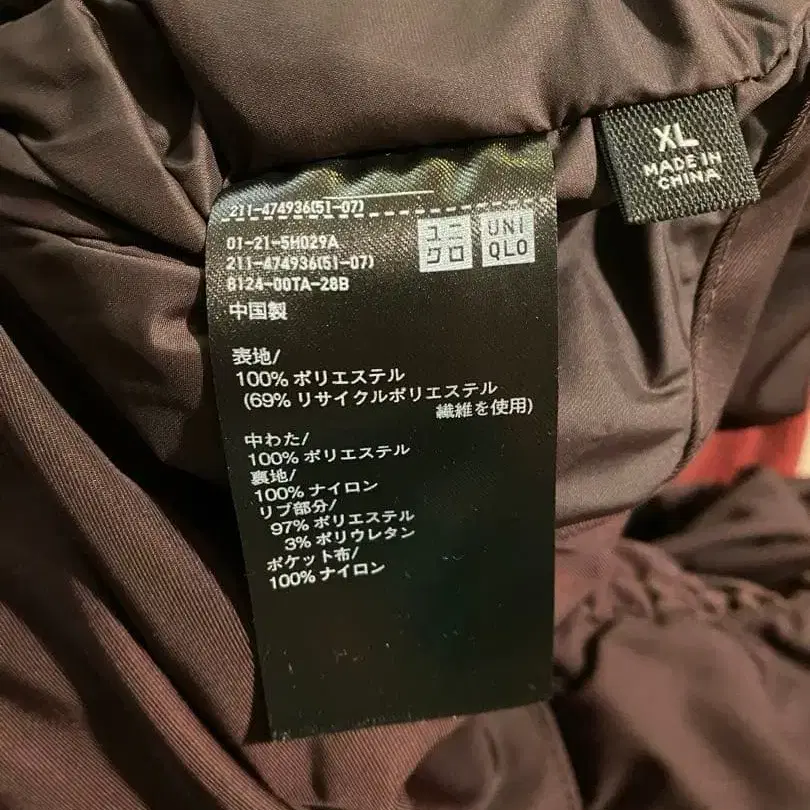 XL
MADE IN
CHINA
211-474936(51-07)
ユニ
クロ
UNI
QLO
01-21-5H029A
211-474936(51-07)
8124-00TA-28B
中国製
表地/
100% ポリエステル
(69% リサイクルポリエステル
繊維を使用)
中わた/
100% ポリエステル
裏地/
100% ナイロン
リブ部分/
97% ポリエステル
3% ポリウレタン
ポケット布/
100% ナイロン